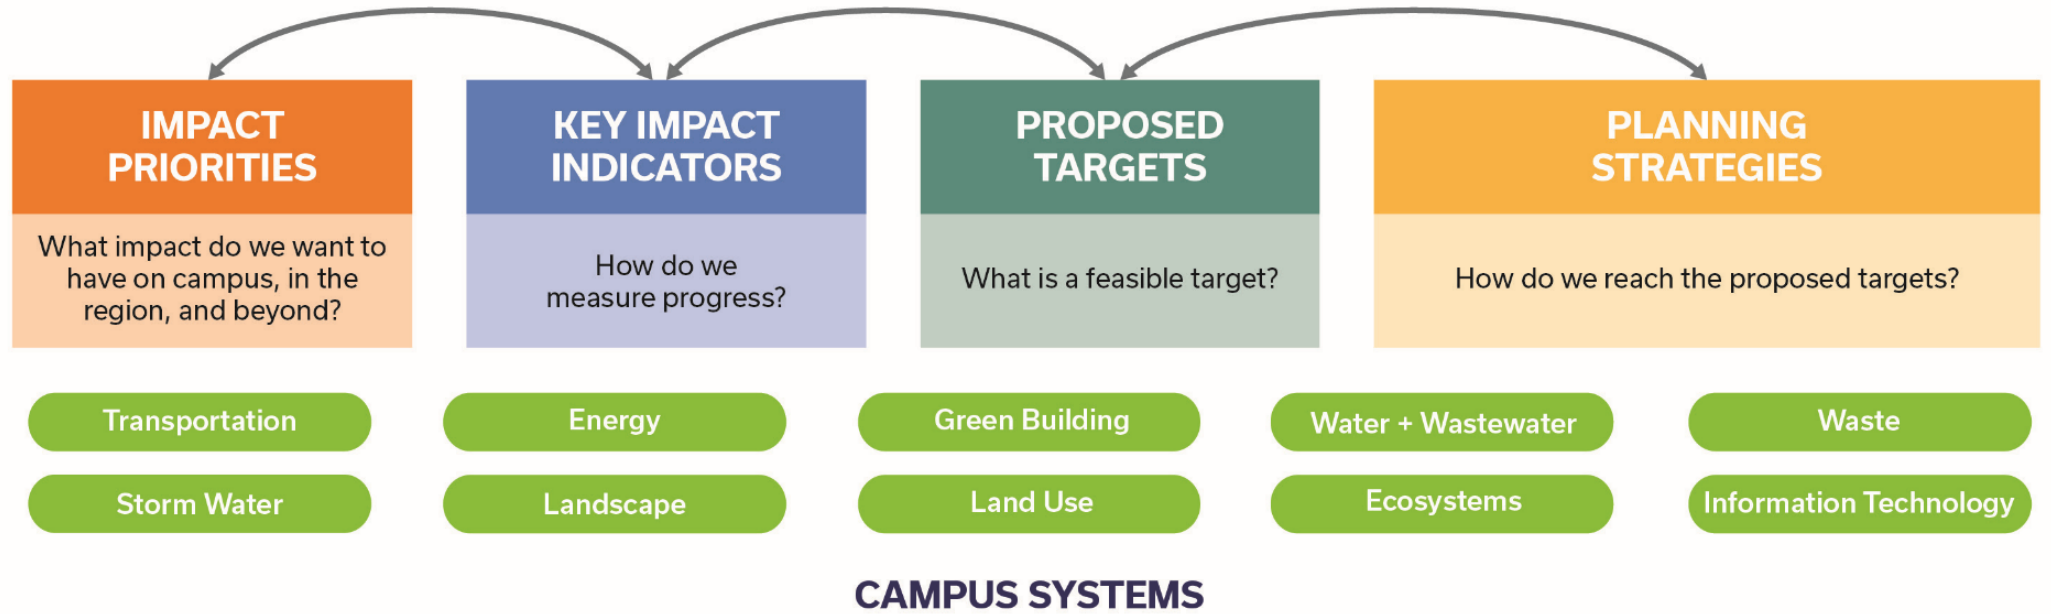 IMPACT
PRIORITIES
What impact do we want to
have on campus, in the
region, and beyond?
KEY IMPACT
INDICATORS
How do we
measure progress?
PROPOSED
TARGETS
What is a feasible target?
PLANNING
STRATEGIES
How do we reach the proposed targets?
Transportation
Energy
Green Building
Water + Wastewater
Waste
Storm Water
Landscape
Land Use
Ecosystems
Information Technology
CAMPUS SYSTEMS